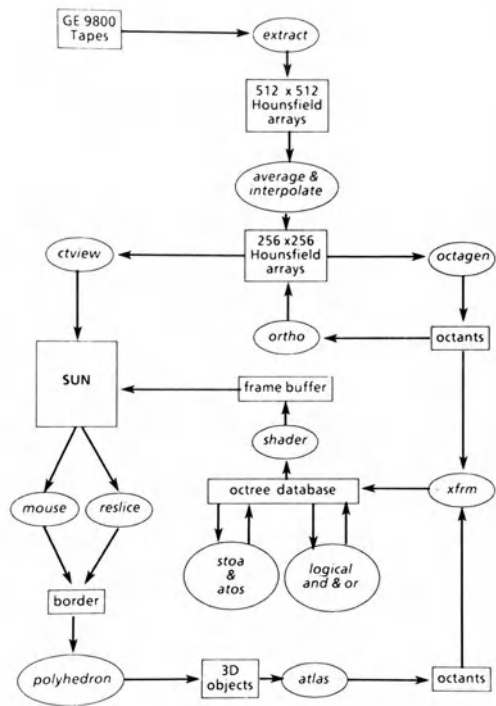 GE 9800
Tapes
extract
512 x 512
Hounsfield
arrays
average &
interpolate
256 x256
Hounsfield
arrays
ctview
octagen
ortho
octants
SUN
frame buffer
shader
octree database
xfrm
mouse
reslice
stoa
&
atos
logical
and & or
border
polyhedron
3D
objects
atlas
octants